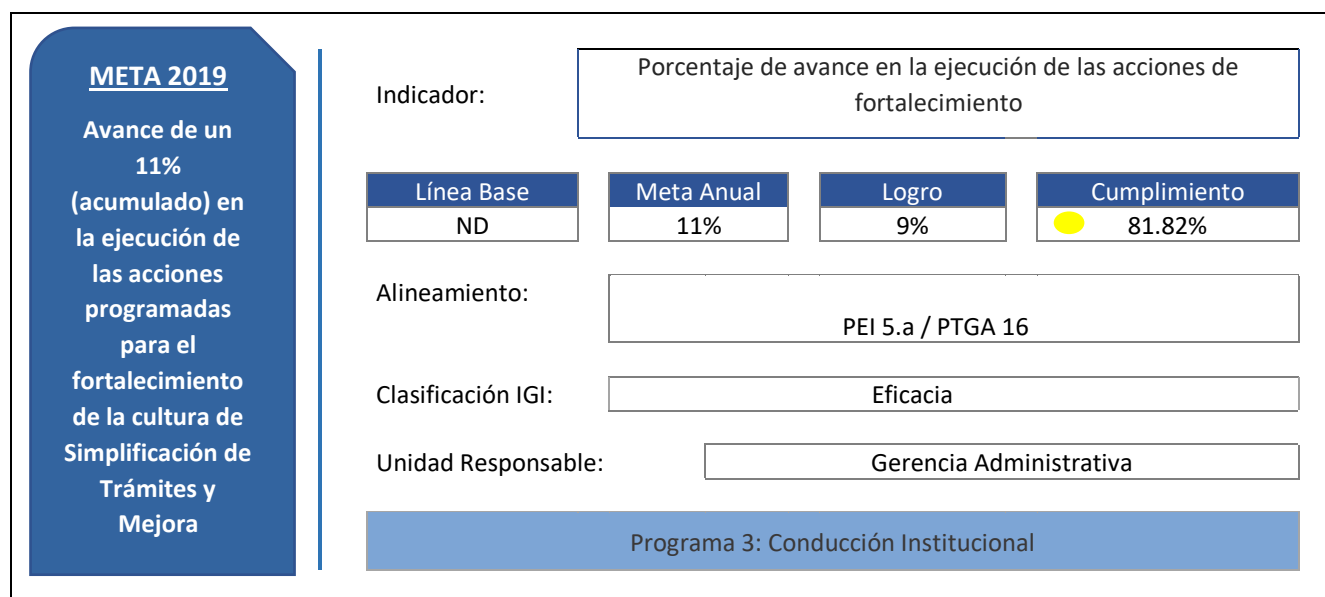 META 2019
Avance de un
11%
(acumulado) en
la ejecución de
las acciones
programadas
para el
fortalecimiento
de la cultura de
Simplificación de
Trámites y
Mejora
Indicador:
Porcentaje de avance en la ejecución de las acciones de
fortalecimiento
Línea Base Meta Anual Logro Cumplimiento
ND 11% 9% 81.82%
Alineamiento:
PEI 5.a / PTGA 16
Clasificación IGI: Eficacia
Unidad Responsable: Gerencia Administrativa
Programa 3: Conducción Institucional